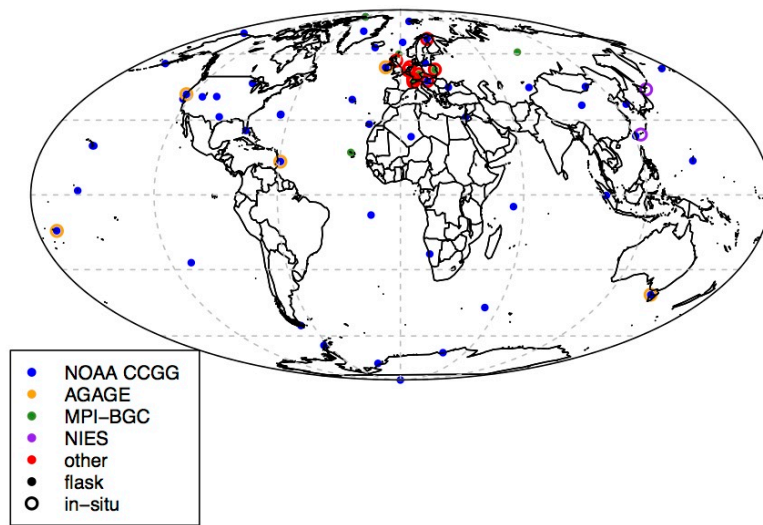 NOAA CCGG
AGAGE
MPI−BGC
NIES
other
flask
in−situ